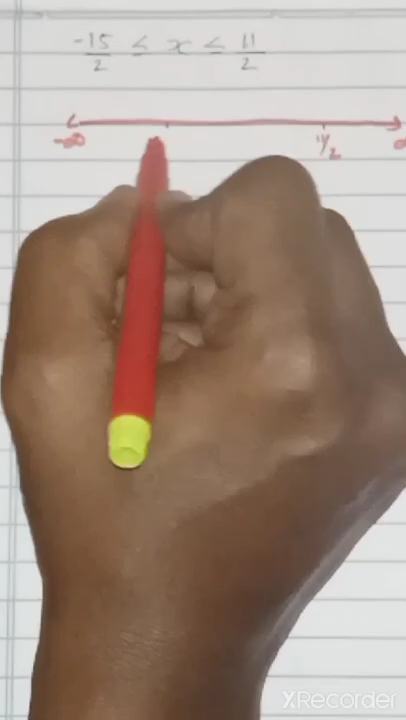 -15/2 ≤ x ≤ 11/2
-∞ 11/2 ∞
XRecorder